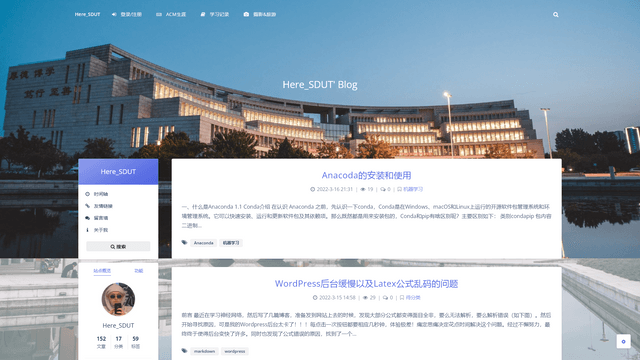 Here_SDUT 登录/注册 ACM生涯 学习记录 摄影&旅游
Here_SDUT' Blog
Here_SDUT
时间轴
友情链接
留言簿
关于我
搜索
站点概览 功能
Here_SDUT
152 17 59
文章 分类 标签
Anacoda的安装和使用
2022-3-16 21:31 | 19 | 0 | 机器学习
一、什么是Anaconda 1.1 Conda介绍 在认识 Anaconda 之前，先认识一下conda。Conda是在Windows、macOS和Linux上运行的开源软件包管理系统和环
境管理系统。它可以快速安装、运行和更新软件包及其依赖项。那么既然都是用来安装包的，Conda和pip有啥区别呢？主要区别如下： 类别condapip 包内容
二进制...
Anaconda 机器学习
WordPress后台缓慢以及Latex公式乱码的问题
2022-3-15 14:58 | 29 | 0 | 待分类
前言 最近在学习神经网络，然后写了几篇博客，准备发到网站上去的时候，发现大部分公式都变得面目全非，要么无法解析，要么解析错误（如下图）。然后
开始寻找原因，可是我的Wordpress后台太卡了！！！每点击一次按钮都要相应几秒钟，体验极差！痛定思痛决定花点时间解决这个问题。经过不懈努力，最
终终于使得后台变快了许多，同时也发现了公式错误的原因，找到了一个...
markdown wordpress